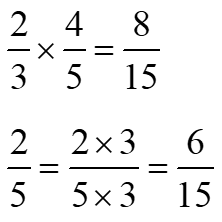 2/3 × 4/5 = 8/15
2/5 = 2 × 3/5 × 3 = 6/15